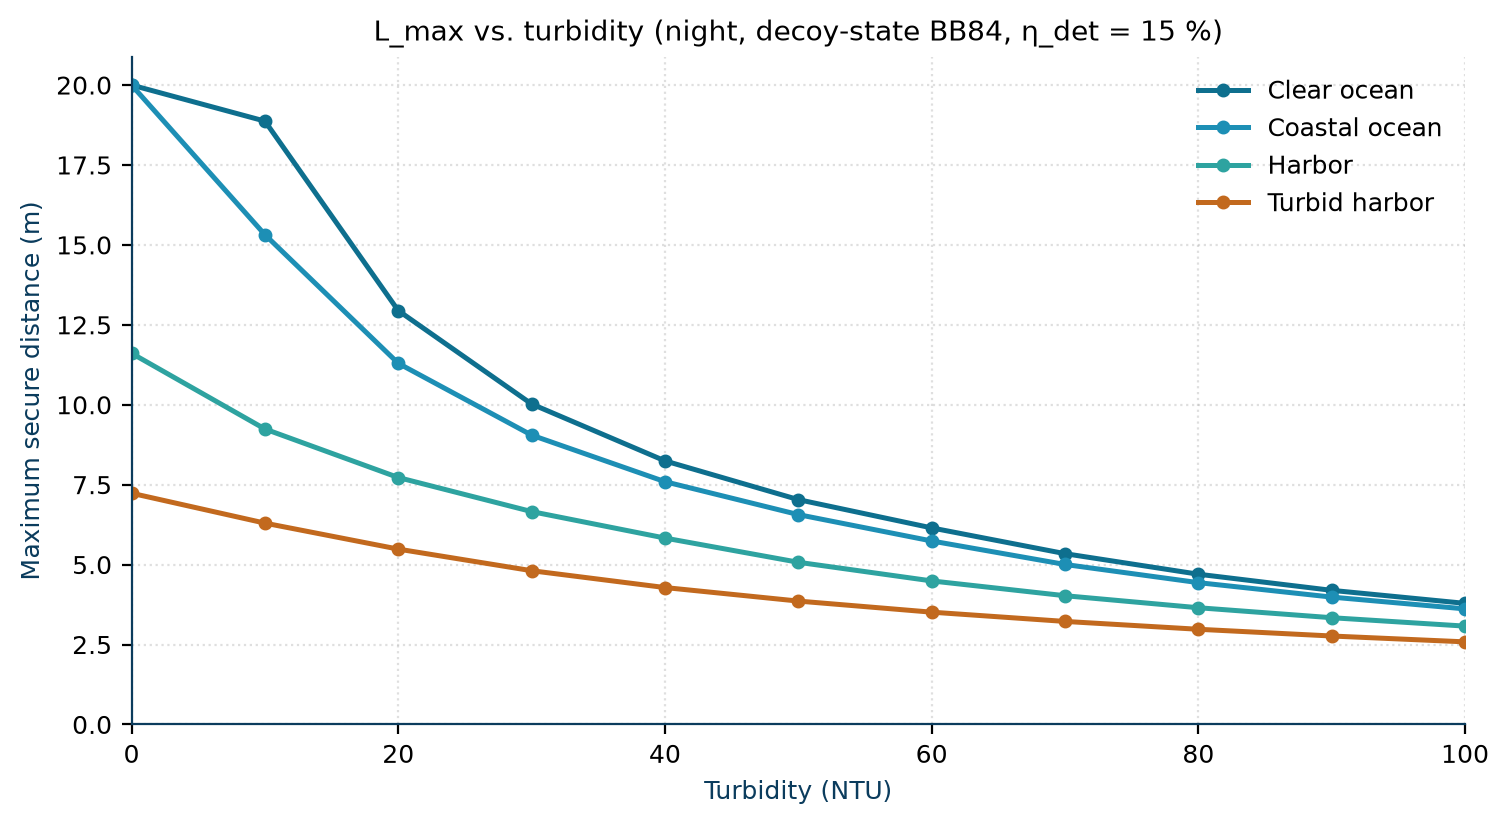 L_max vs. turbidity (night, decoy-state BB84, η_det = 15 %)
Clear ocean
Coastal ocean
Harbor
Turbid harbor
Maximum secure distance (m)
20.0
17.5
15.0
12.5
10.0
7.5
5.0
2.5
0.0
0 20 40 60 80 100
Turbidity (NTU)